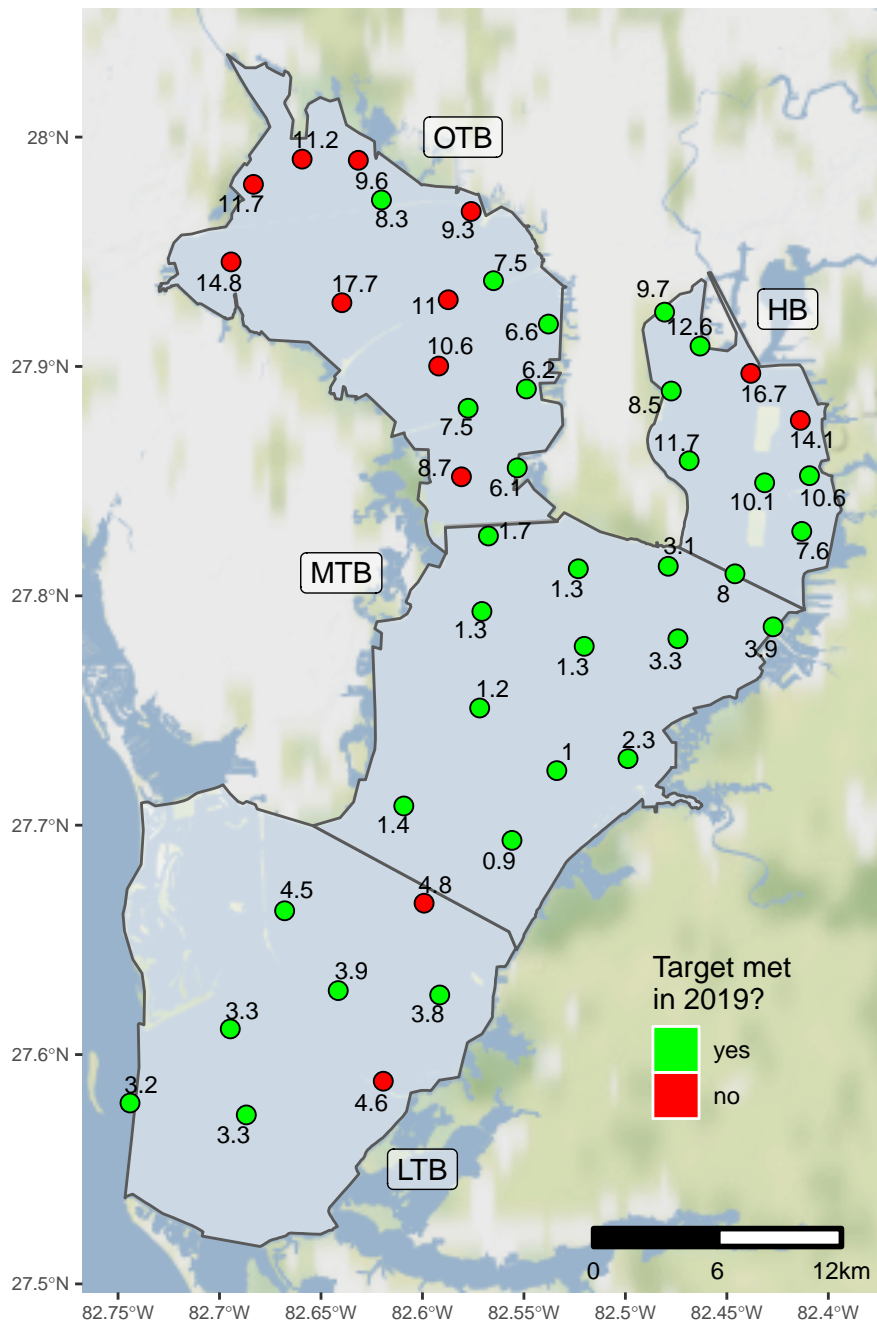 28°N
11.2
OTB
9.6
11.7
8.3
9.3
7.5
14.8
17.7
11
9.7
HB
12.6
6.6
10.6
27.9°N
6.2
16.7
8.5
7.5
14.1
11.7
8.7
6.1
10.1
10.6
1.7
3.1
7.6
MTB
1.3
8
27.8°N
1.3
1.3
3.3
3.9
1.2
1
2.3
1.4
27.7°N
0.9
4.5
4.8
3.9
Target met
in 2019?
3.3
3.8
yes
27.6°N
3.2
4.6
no
3.3
LTB
0 6 12km
27.5°N
82.75°W 82.7°W 82.65°W 82.6°W 82.55°W 82.5°W 82.45°W 82.4°W